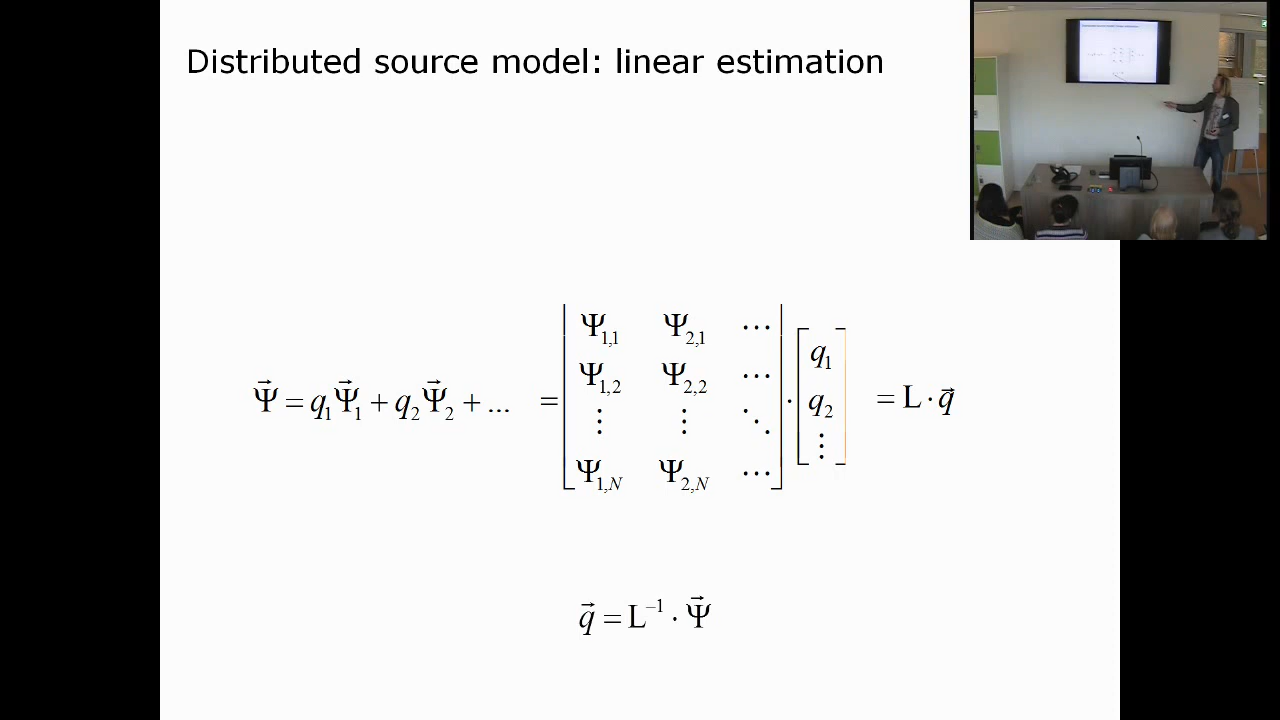 Distributed source model: linear estimation
Ψ⃗ = q₁Ψ⃗₁ + q₂Ψ⃗₂ + ... = [Ψ₁,₁ Ψ₂,₁ ⋯ ; Ψ₁,₂ Ψ₂,₂ ⋯ ; ⋮ ⋮ ⋱ ; Ψ₁,N Ψ₂,N ⋯] · [q₁ ; q₂ ; ⋮] = L · q⃗
q⃗ = L⁻¹ · Ψ⃗